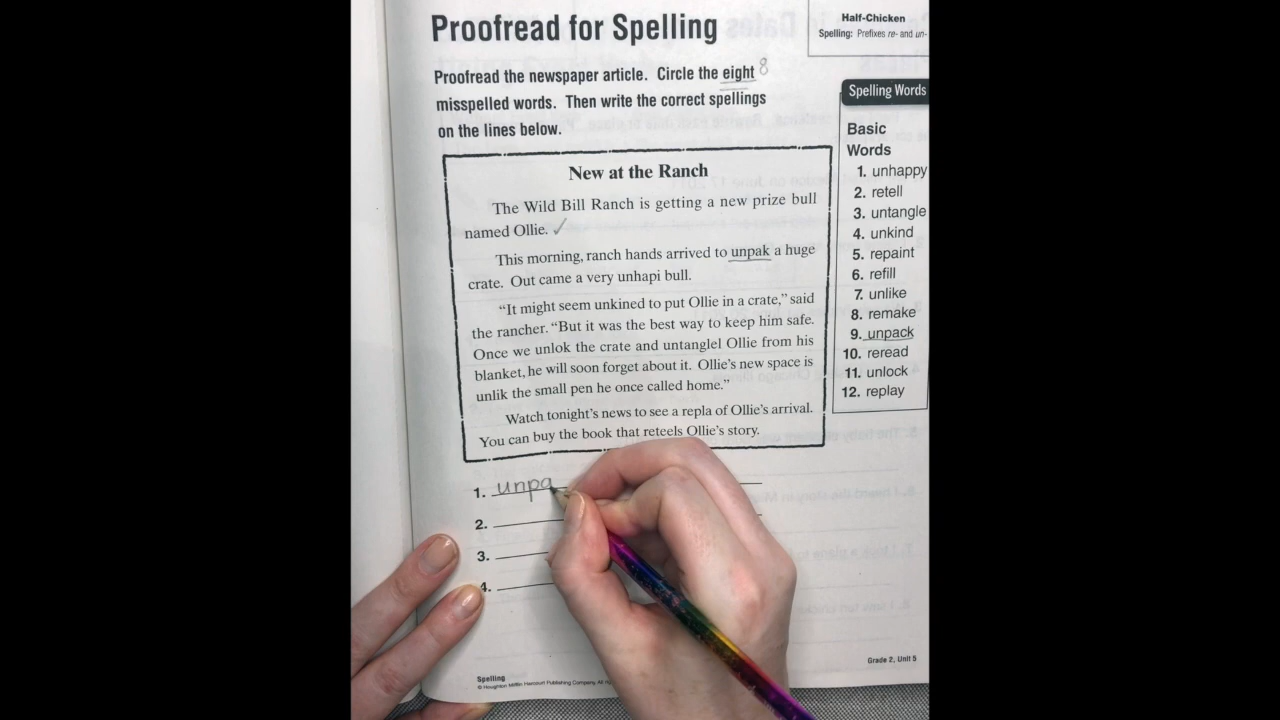 Proofread for Spelling
Half-Chicken
Spelling: Prefixes re- and un-
Proofread the newspaper article. Circle the eight 8
misspelled words. Then write the correct spellings
on the lines below.
New at the Ranch
The Wild Bill Ranch is getting a new prize bull
named Ollie. ✓
This morning, ranch hands arrived to unpak a huge
crate. Out came a very unhapi bull.
“It might seem unkined to put Ollie in a crate,” said
the rancher. “But it was the best way to keep him safe.
Once we unlok the crate and untanglel Ollie from his
blanket, he will soon forget about it. Ollie’s new space is
unlik the small pen he once called home.”
Watch tonight’s news to see a repla of Ollie’s arrival.
You can buy the book that reteels Ollie’s story.
Spelling Words
Basic
Words
1. unhappy
2. retell
3. untangle
4. unkind
5. repaint
6. refill
7. unlike
8. remake
9. unpack
10. reread
11. unlock
12. replay
1. unpa
2.
3.
4.
Spelling
© Houghton Mifflin Harcourt Publishing Company. All
Grade 2, Unit 5